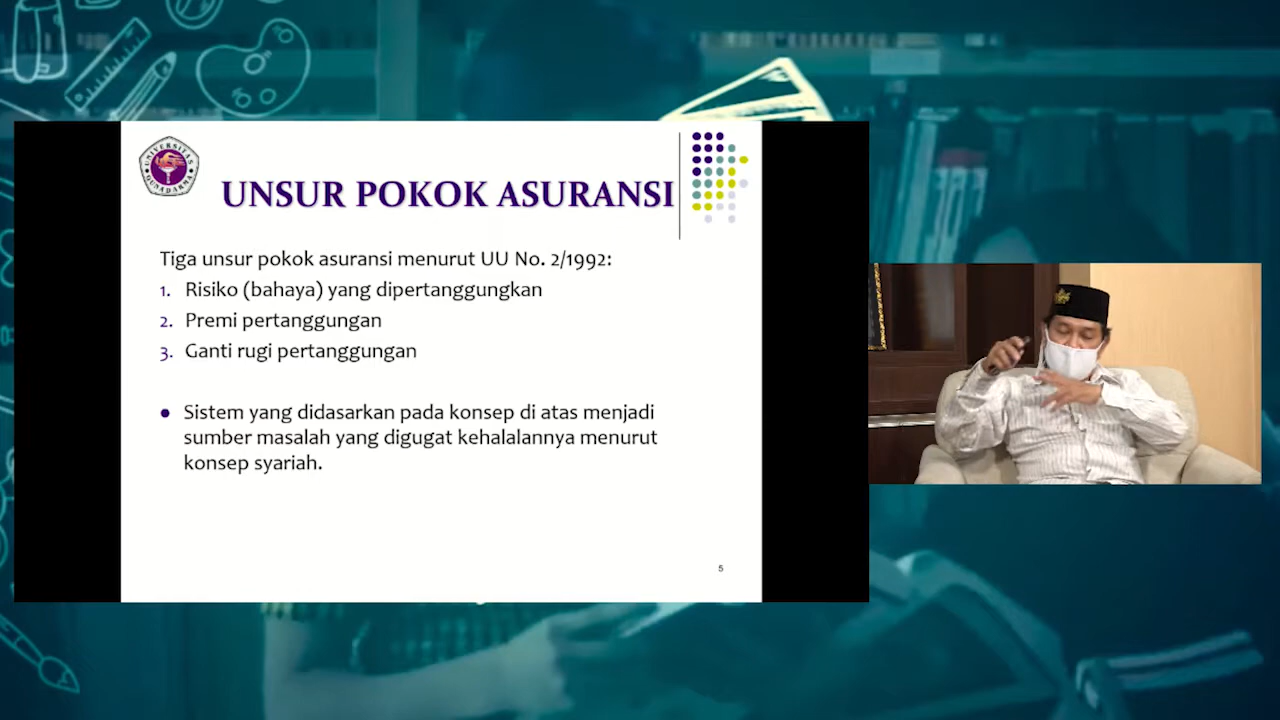 UNIVERSITAS GUNADARMA
UNSUR POKOK ASURANSI
Tiga unsur pokok asuransi menurut UU No. 2/1992:
1. Risiko (bahaya) yang dipertanggungkan
2. Premi pertanggungan
3. Ganti rugi pertanggungan
● Sistem yang didasarkan pada konsep di atas menjadi
sumber masalah yang digugat kehalalannya menurut
konsep syariah.
5